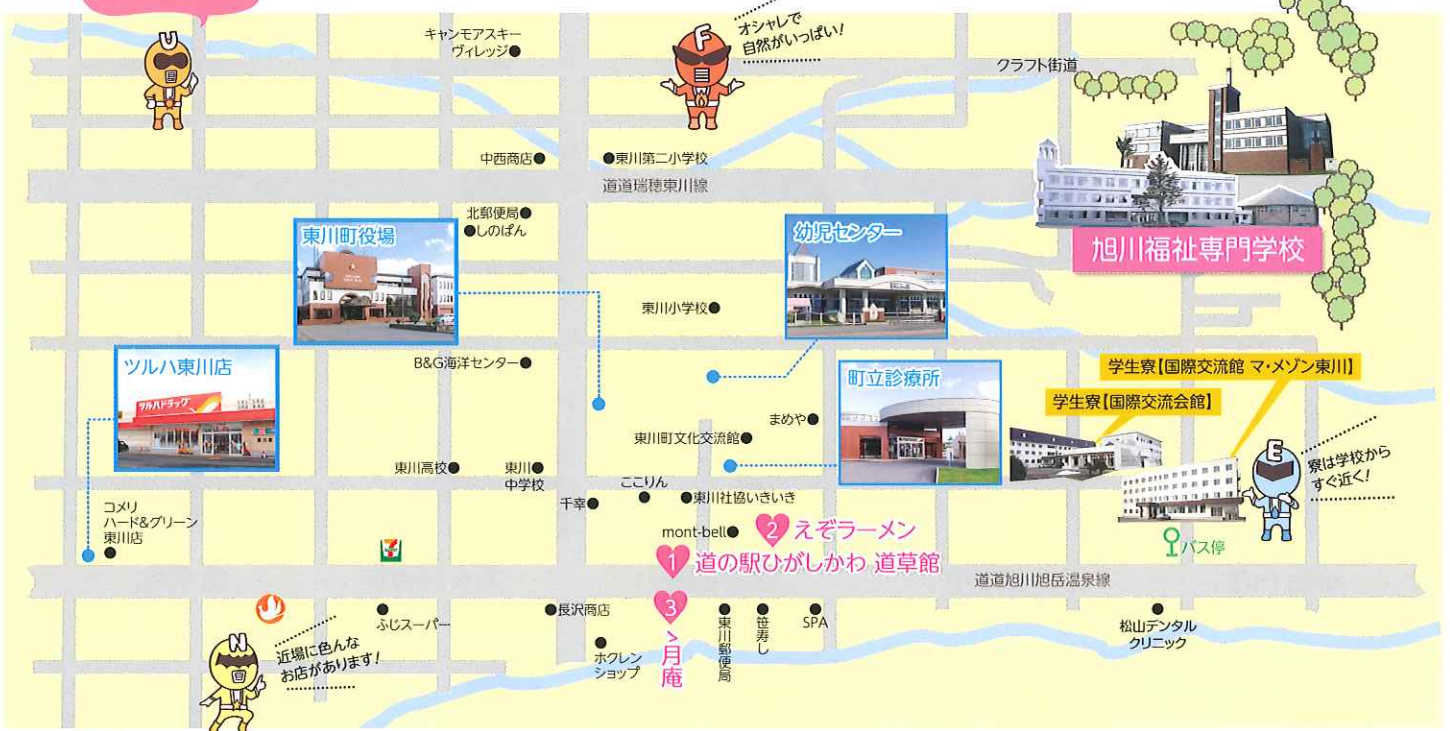 U
キャンモアスキー
ヴィレッジ
F
オシャレで
自然がいっぱい!
クラフト街道
中西商店
東川第二小学校
道道瑞穂東川線
北郵便局
しのぱん
東川町役場
幼児センター
旭川福祉専門学校
東川小学校
ツルハ東川店
ツルハドラッグ
B&G海洋センター
町立診療所
学生寮【国際交流館 マ・メゾン東川】
学生寮【国際交流会館】
まめや
東川町文化交流館
E
寮は学校から
すぐ近く!
東川高校
東川
中学校
ここりん
千幸
東川社協いきいき
コメリ
ハード&グリーン
東川店
mont-bell
2 えぞラーメン
バス停
7
1 道の駅ひがしかわ 道草館
道道旭川旭岳温泉線
ふじスーパー
長沢商店
3
>月庵
東川郵便局
笹寿し
SPA
松山デンタル
クリニック
ホクレン
ショップ
N
近場に色んな
お店があります!